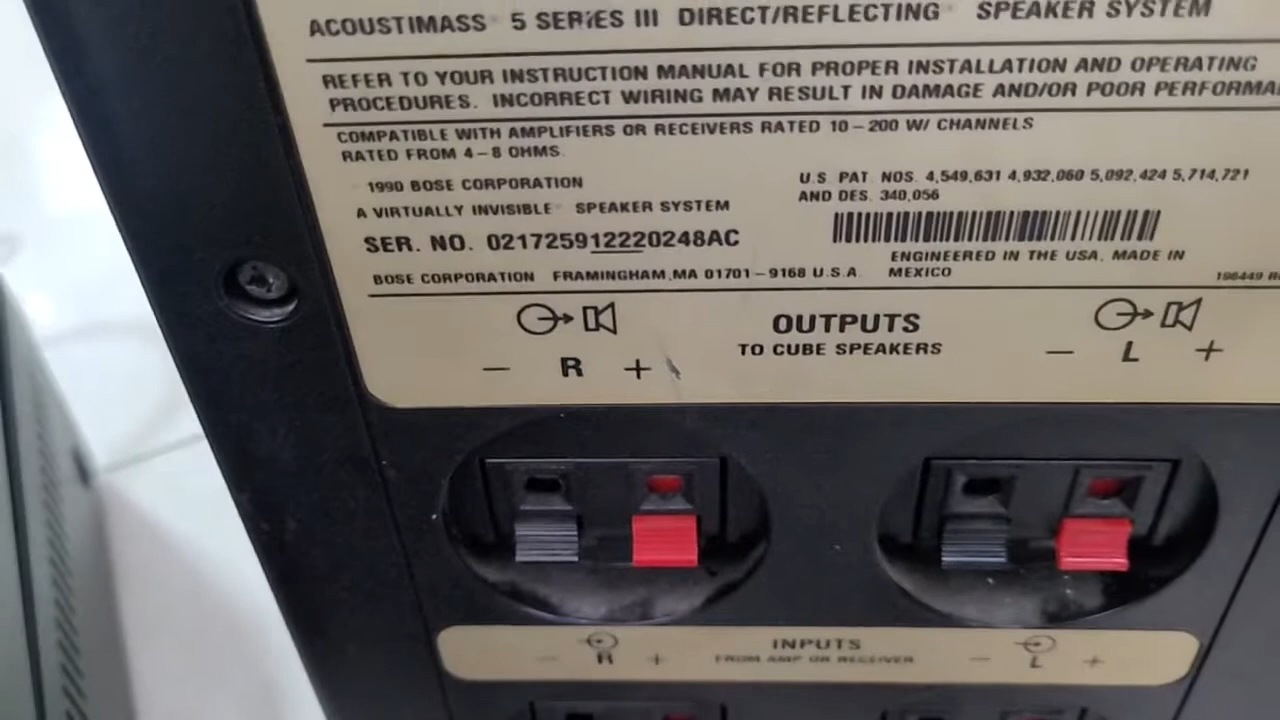 ACOUSTIMASS 5 SERIES III DIRECT/REFLECTING SPEAKER SYSTEM
REFER TO YOUR INSTRUCTION MANUAL FOR PROPER INSTALLATION AND OPERATING
PROCEDURES. INCORRECT WIRING MAY RESULT IN DAMAGE AND/OR POOR PERFORMA
COMPATIBLE WITH AMPLIFIERS OR RECEIVERS RATED 10-200 W/ CHANNELS
RATED FROM 4-8 OHMS.
1990 BOSE CORPORATION
A VIRTUALLY INVISIBLE SPEAKER SYSTEM
SER. NO. 02172591220248AC
BOSE CORPORATION FRAMINGHAM, MA 01701-9168 U.S.A.
U.S. PAT. NOS. 4,549,631 4,932,060 5,092,424 5,714,721
AND DES. 340,056
ENGINEERED IN THE USA, MADE IN
MEXICO
196449
OUTPUTS
TO CUBE SPEAKERS
- R +
- L +
INPUTS
FROM AMP OR RECEIVER
- R +
- L +